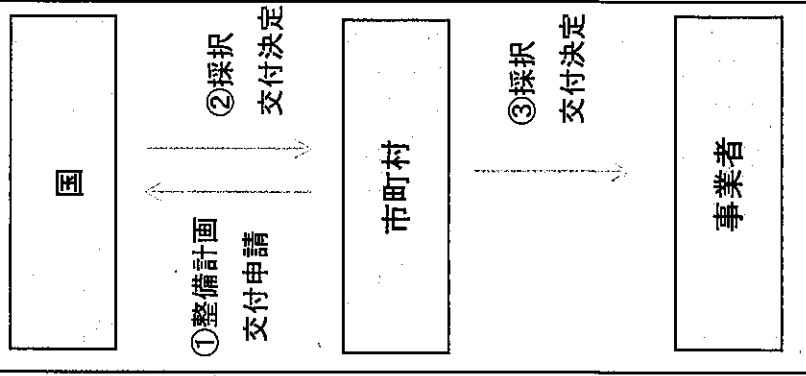 国
①整備計画
交付申請
②採択
交付決定
市町村
③採択
交付決定
事業者